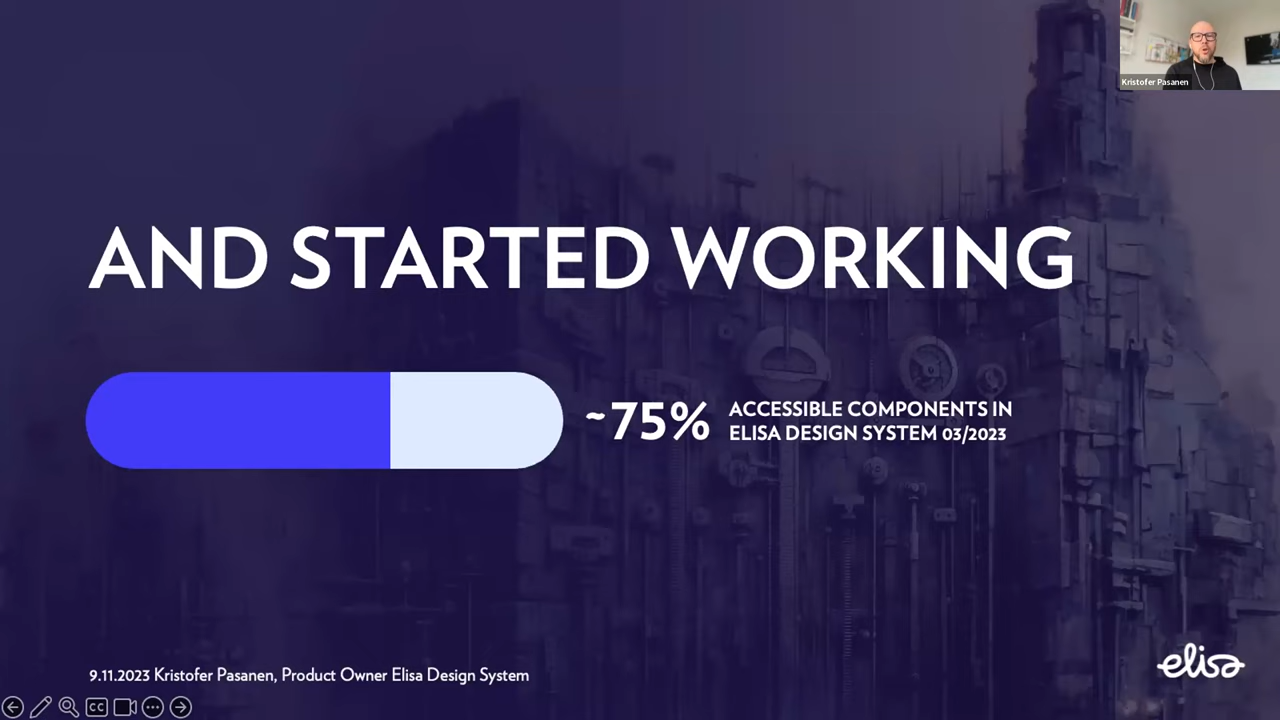 Kristofer Pasanen
AND STARTED WORKING
~75%
ACCESSIBLE COMPONENTS IN
ELISA DESIGN SYSTEM 03/2023
9.11.2023 Kristofer Pasanen, Product Owner Elisa Design System
elisa
CC